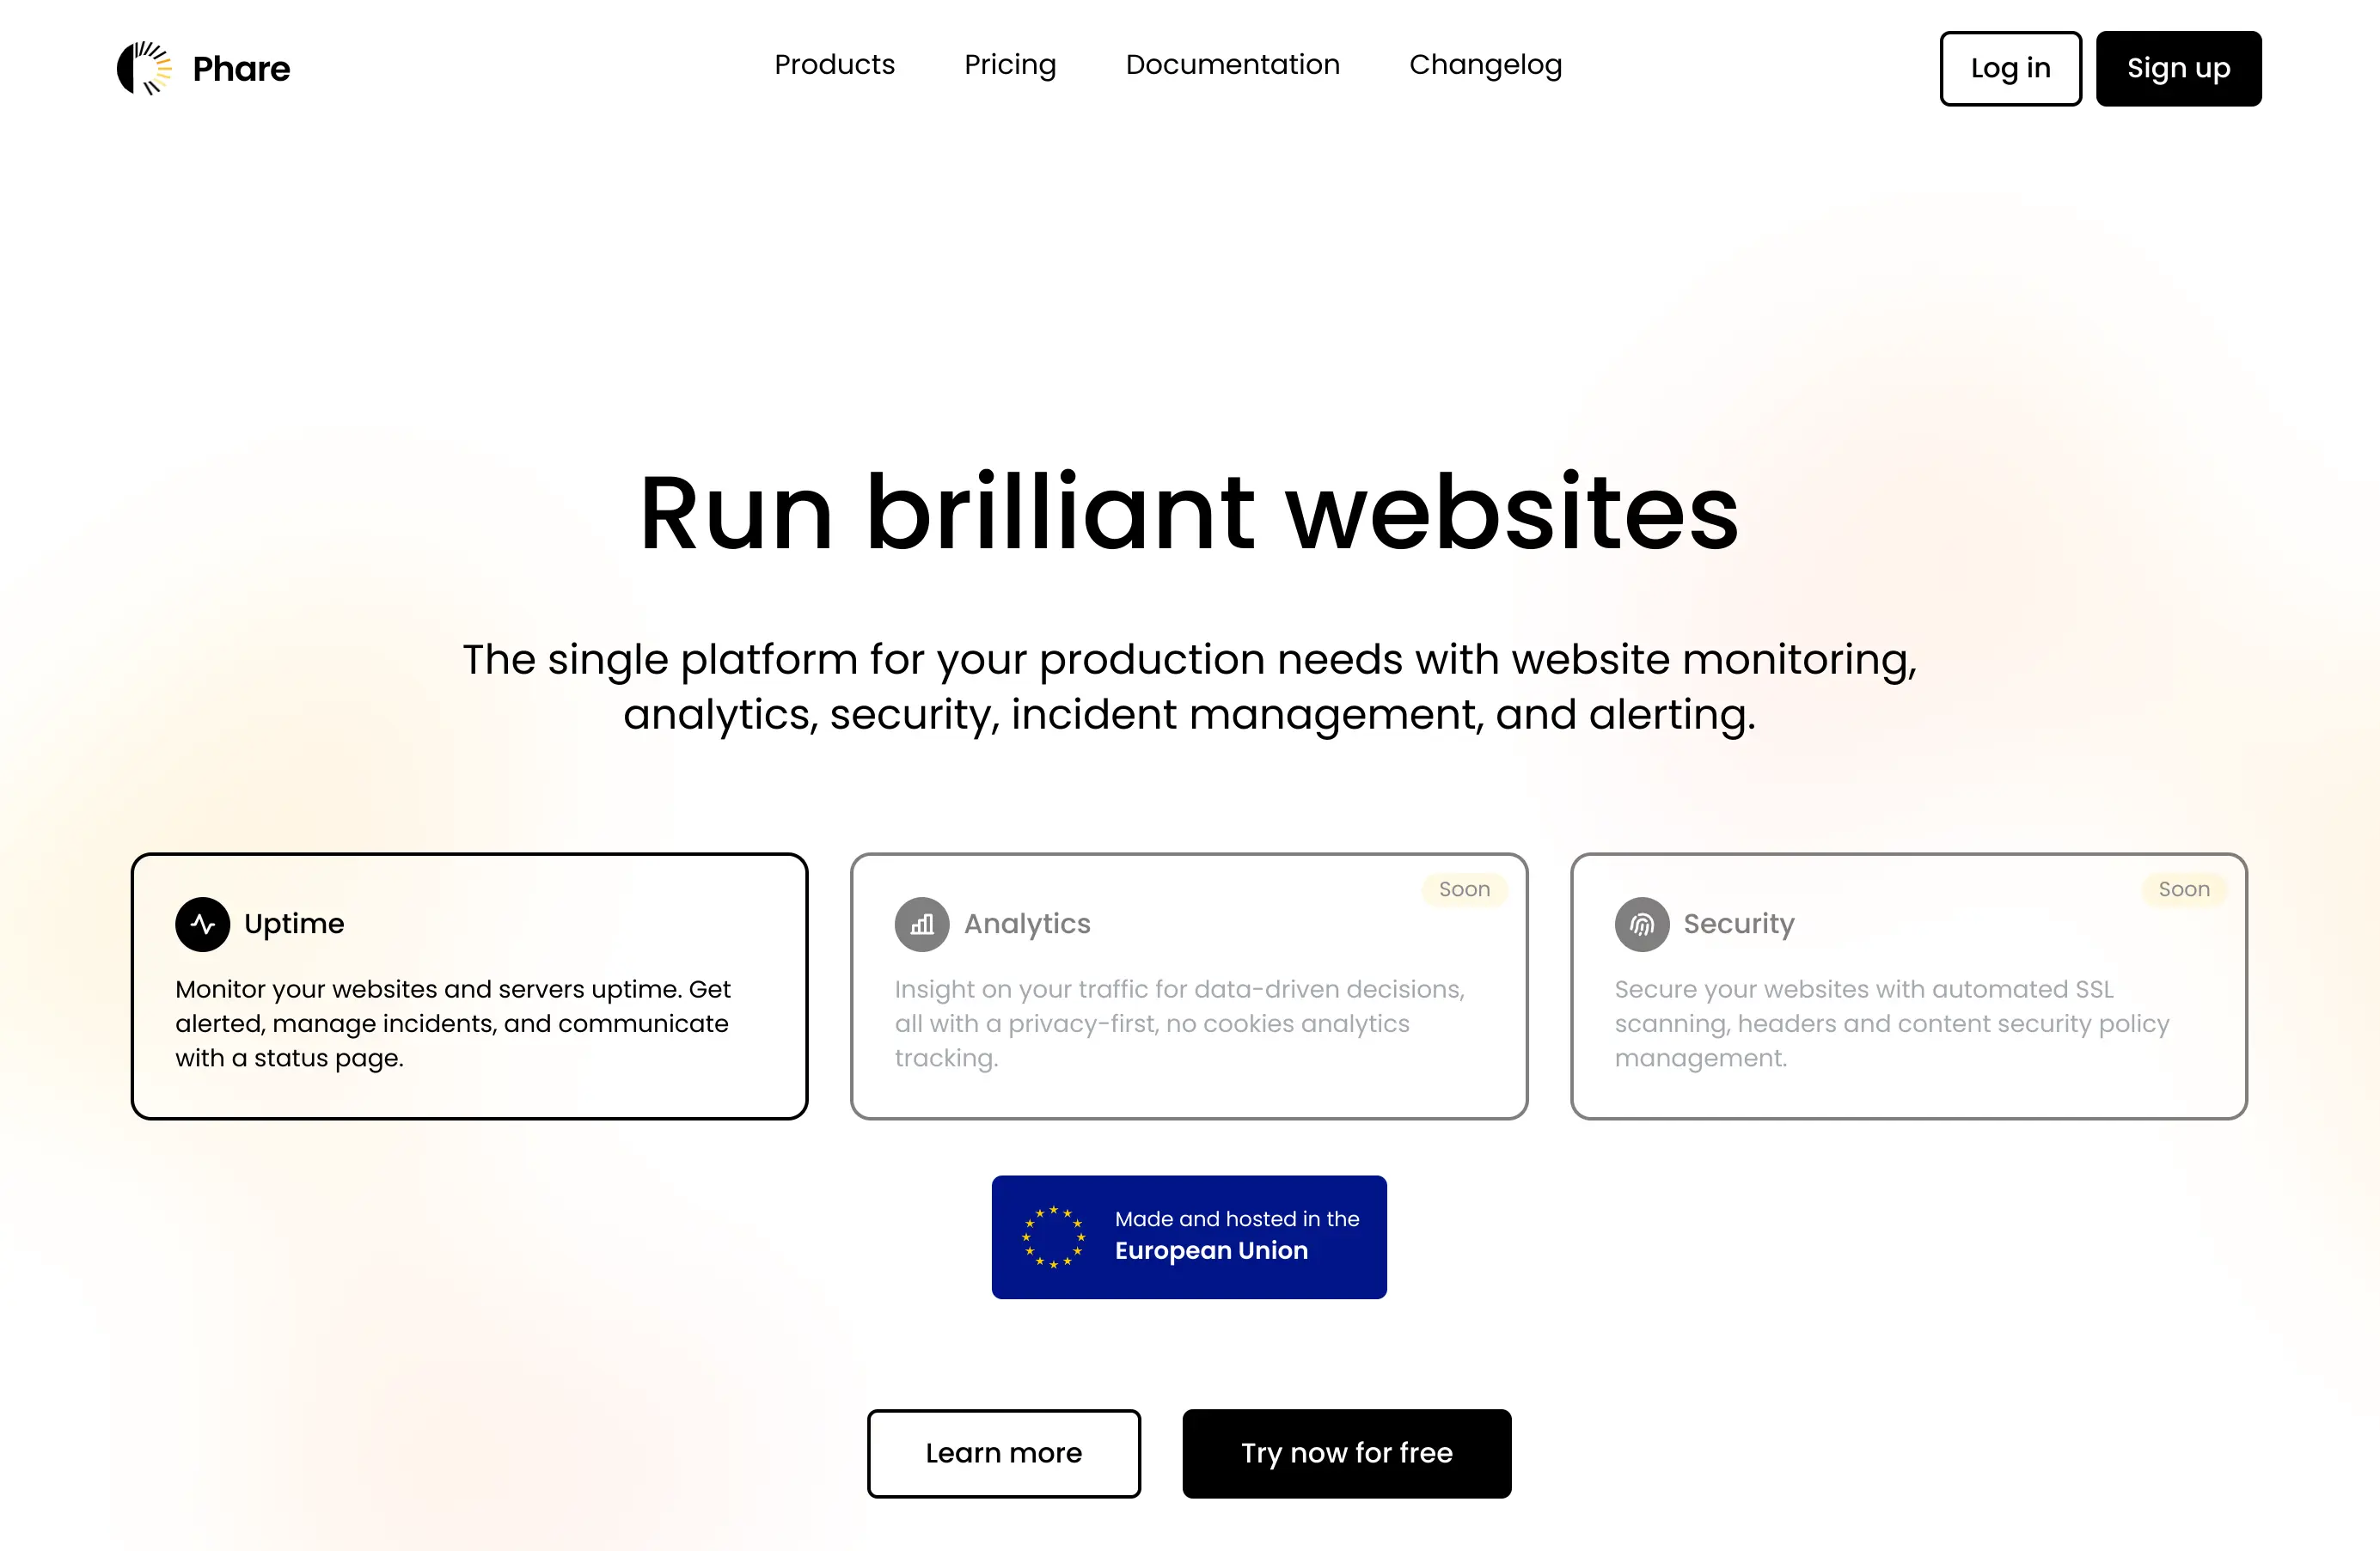 Phare
Products
Pricing
Documentation
Changelog
Log in
Sign up
Run brilliant websites
The single platform for your production needs with website monitoring,
analytics, security, incident management, and alerting.
Uptime
Monitor your websites and servers uptime. Get
alerted, manage incidents, and communicate
with a status page.
Soon
Analytics
Insight on your traffic for data-driven decisions,
all with a privacy-first, no cookies analytics
tracking.
Soon
Security
Secure your websites with automated SSL
scanning, headers and content security policy
management.
Made and hosted in the
European Union
Learn more
Try now for free